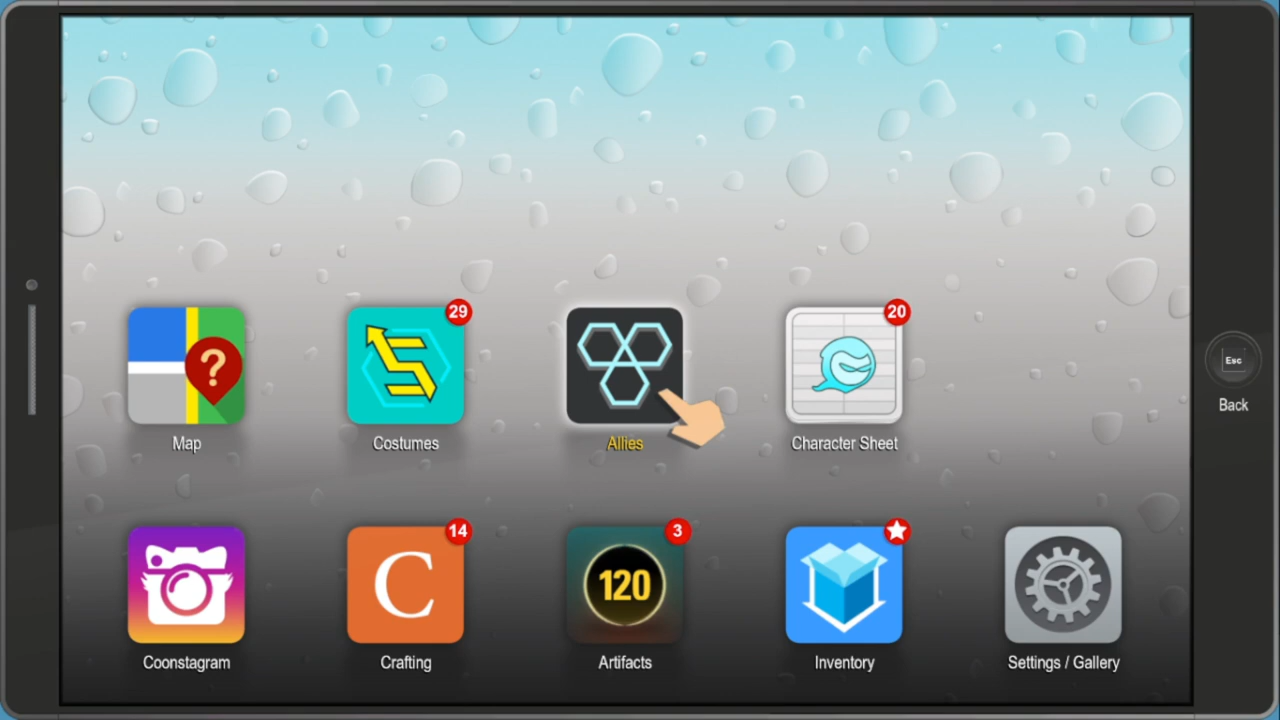 29
20
?
Map
Costumes
Allies
Character Sheet
Esc
Back
14
3
C
120
Coonstagram
Crafting
Artifacts
Inventory
Settings / Gallery